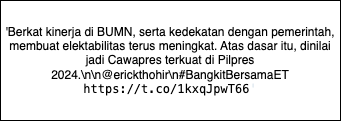 'Berkat kinerja di BUMN, serta kedekatan dengan pemerintah,
membuat elektabilitas terus meningkat. Atas dasar itu, dinilai
jadi Cawapres terkuat di Pilpres
2024.\n\n@erickthohir\n#BangkitBersamaET
https://t.co/1kxqJpwT66